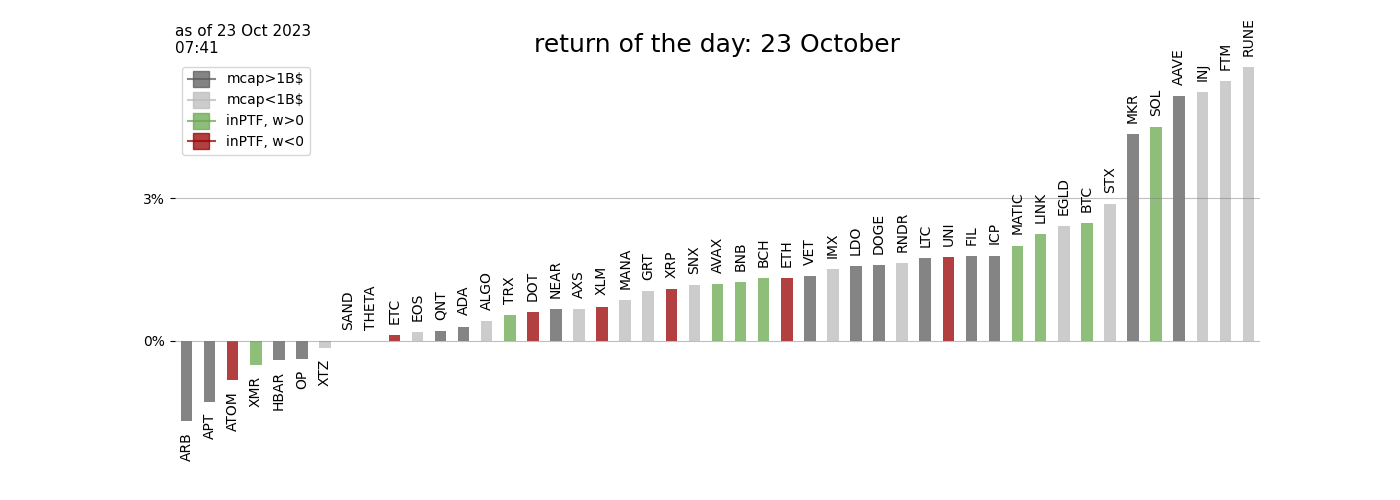 as of 23 Oct 2023
07:41
return of the day: 23 October
mcap>1B$
mcap<1B$
inPTF, w>0
inPTF, w<0
3%
0%
ARB
APT
ATOM
XMR
HBAR
OP
XTZ
SAND
THETA
ETC
EOS
QNT
ADA
ALGO
TRX
DOT
NEAR
AXS
XLM
MANA
GRT
XRP
SNX
AVAX
BNB
BCH
ETH
VET
IMX
LDO
DOGE
RNDR
LTC
UNI
FIL
ICP
MATIC
LINK
EGLD
BTC
STX
MKR
SOL
AAVE
INJ
FTM
RUNE